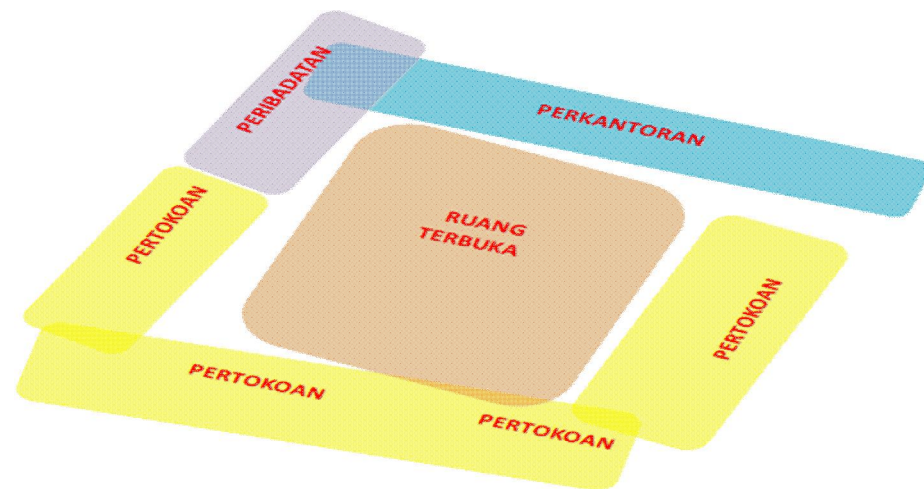 PERIBADATAN
PERKANTORAN
PERTOKOAN
RUANG
TERBUKA
PERTOKOAN
PERTOKOAN
PERTOKOAN